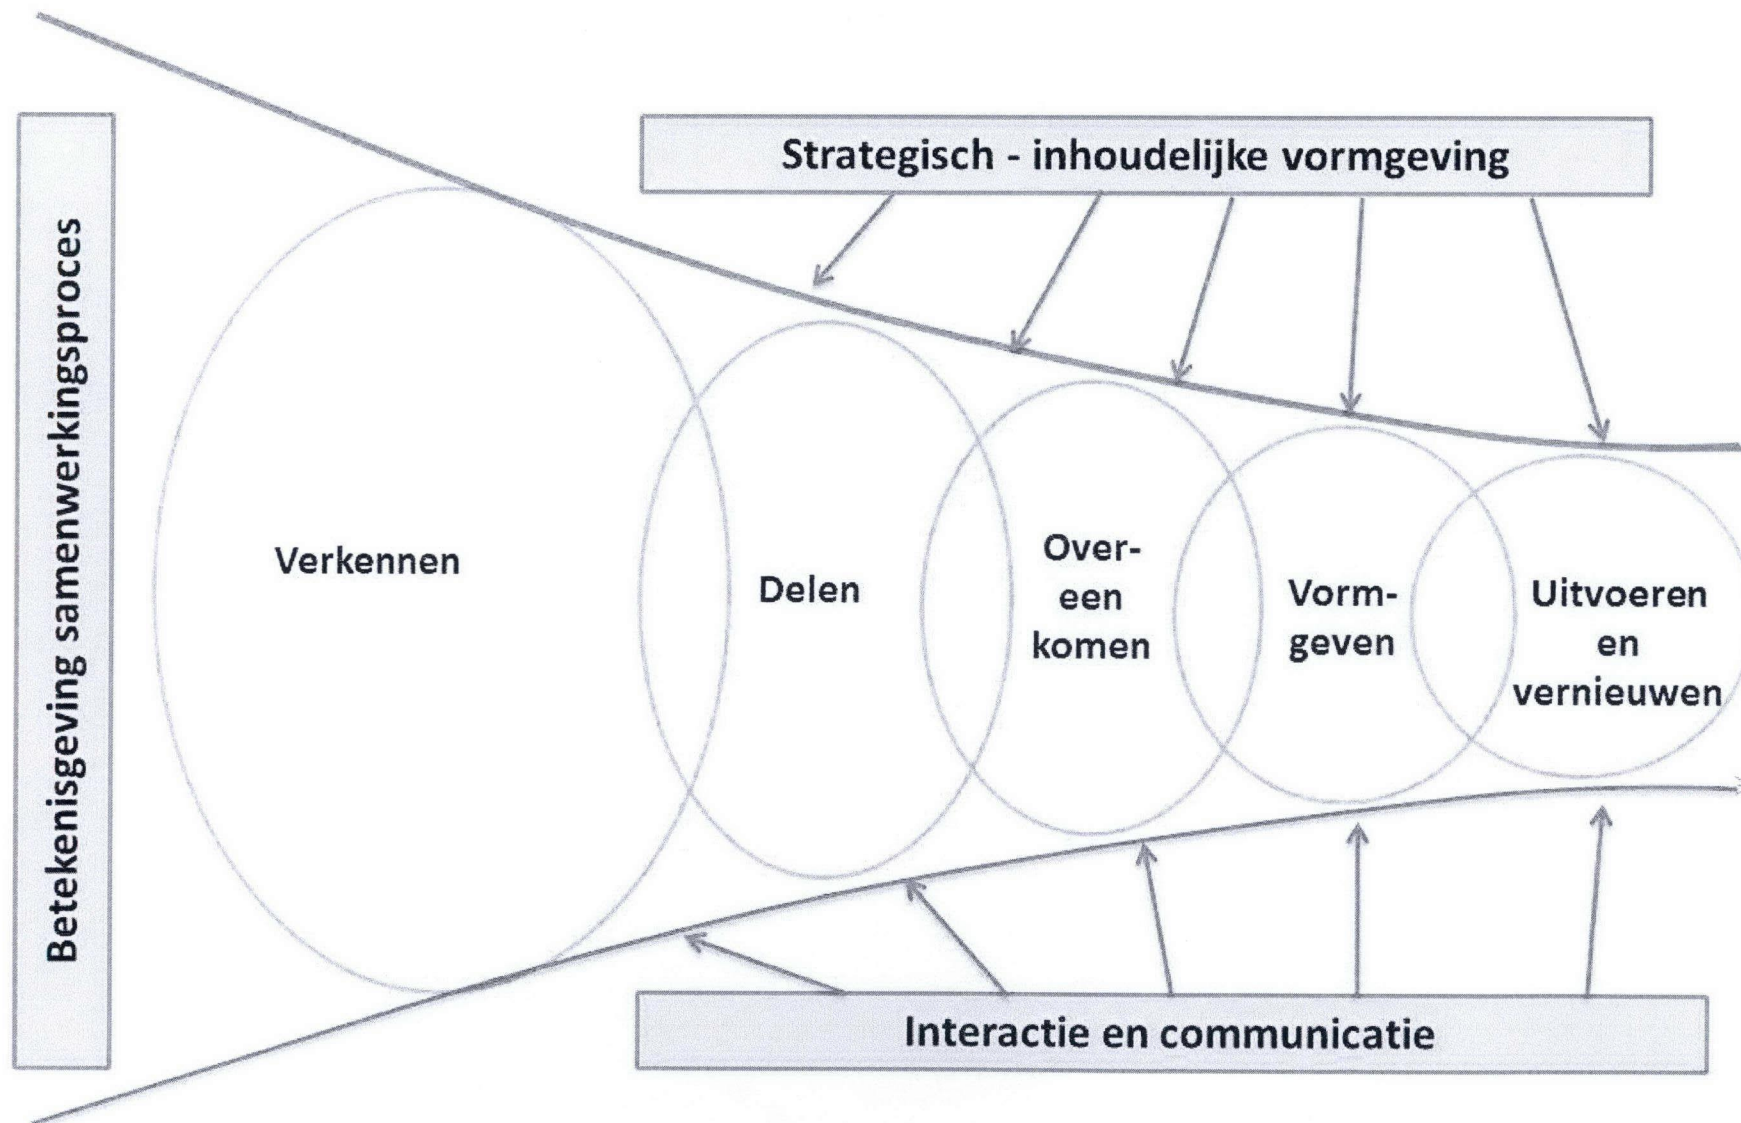 Betekenisgeving samenwerkingsproces
Strategisch - inhoudelijke vormgeving
Verkennen
Delen
Over-
een
komen
Vorm-
geven
Uitvoeren
en
vernieuwen
Interactie en communicatie